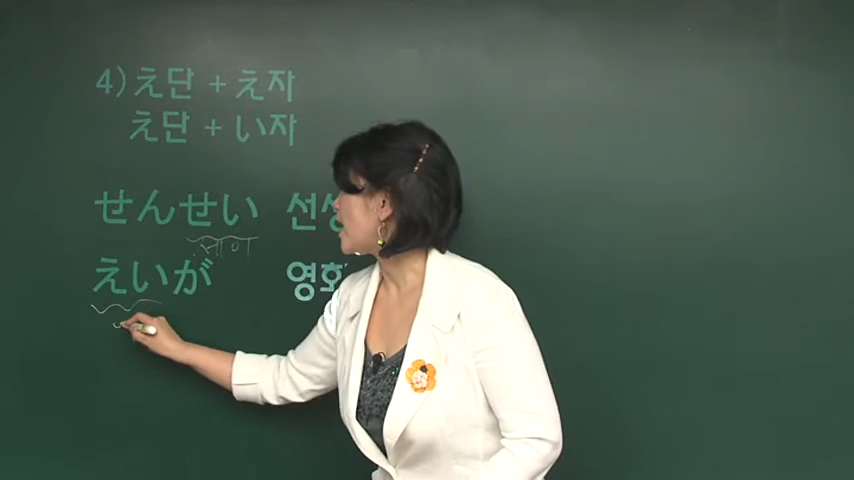 4) え단 + え자
え단 + い자
せんせい 선생
세이
えいが 영화